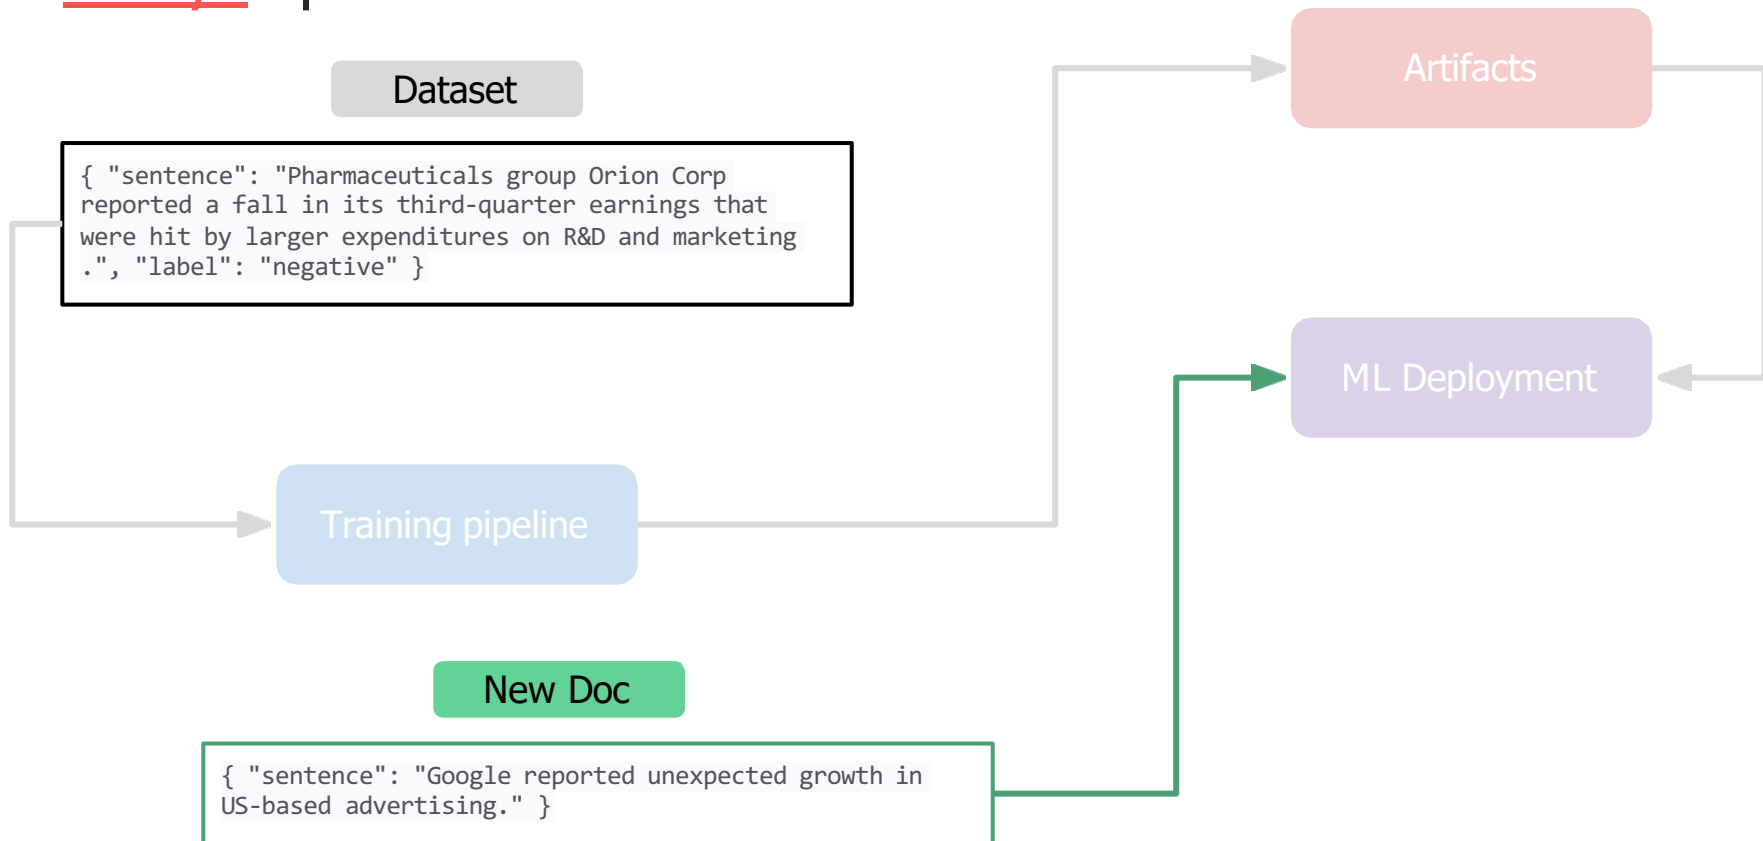 Dataset
Artifacts
{ "sentence": "Pharmaceuticals group Orion Corp
reported a fall in its third-quarter earnings that
were hit by larger expenditures on R&D and marketing
.", "label": "negative" }
ML Deployment
Training pipeline
New Doc
{ "sentence": "Google reported unexpected growth in
US-based advertising." }